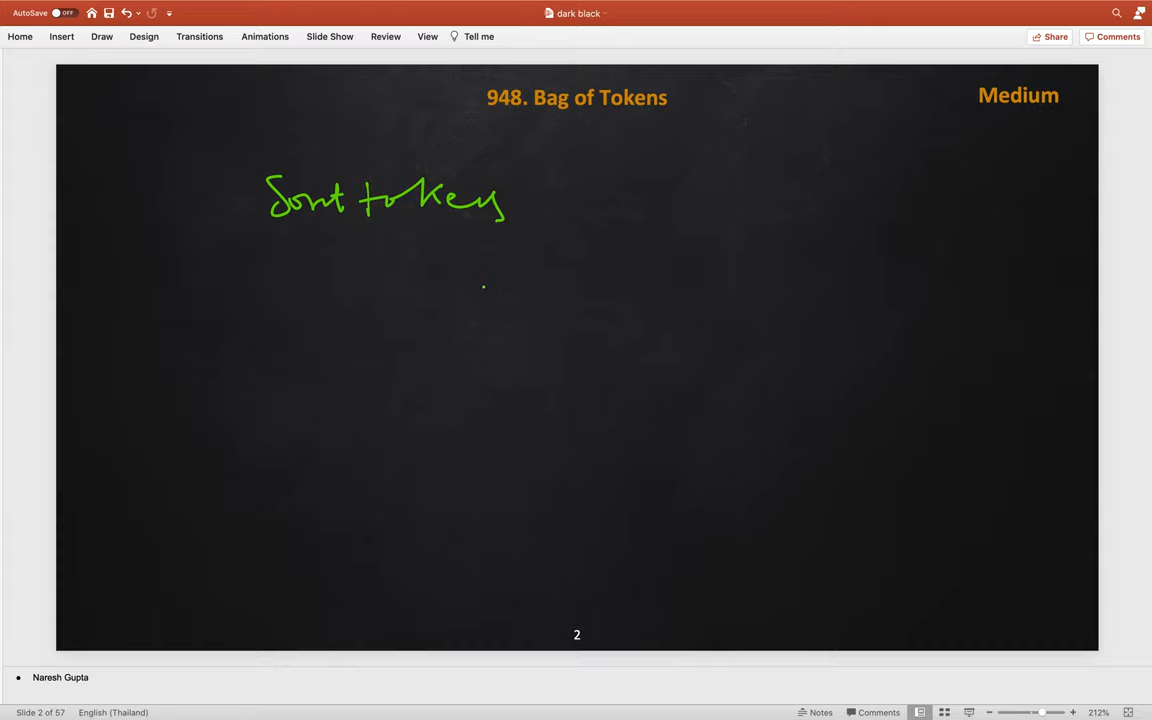 AutoSave OFF dark black
Home Insert Draw Design Transitions Animations Slide Show Review View Tell me Share Comments
948. Bag of Tokens Medium
Sort tokens
2
• Naresh Gupta
Slide 2 of 57 English (Thailand) Notes Comments 212%